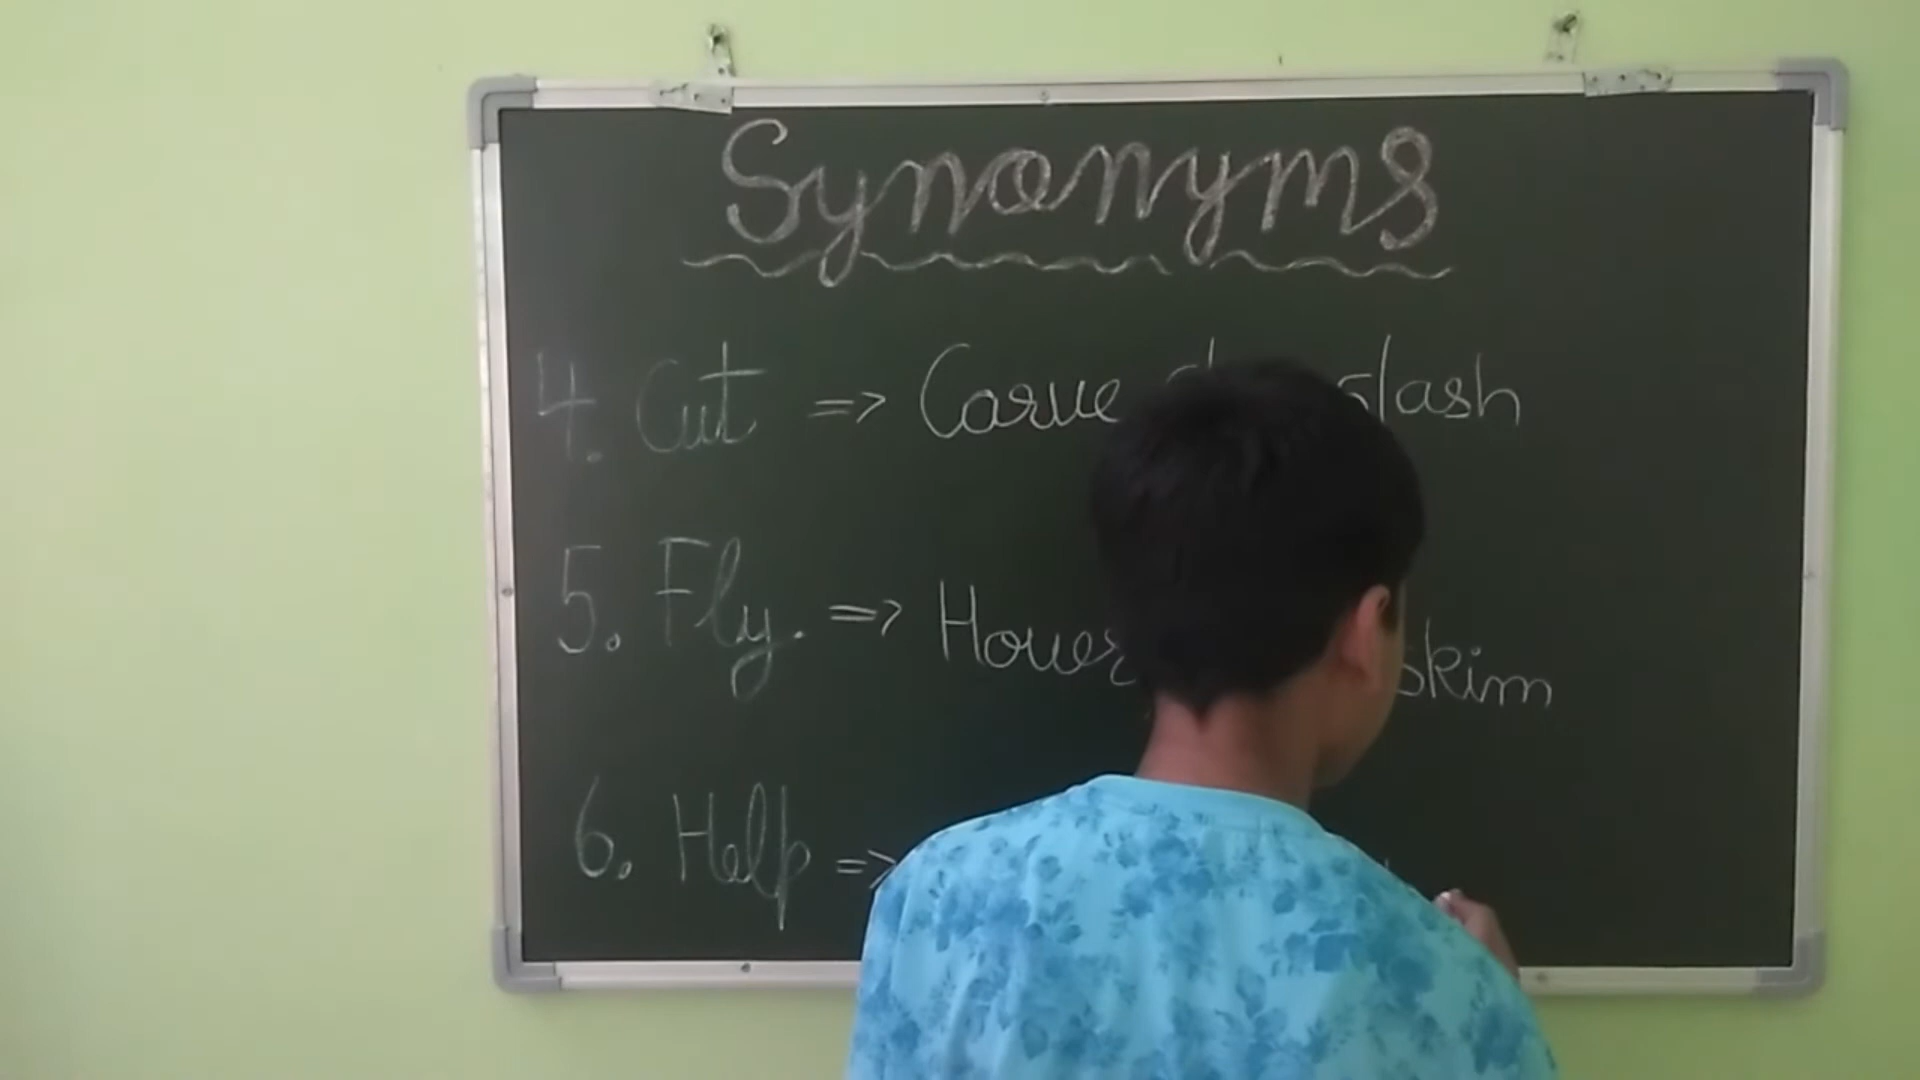 Synonyms
4. Cut => Carve slash
5. Fly. => Hover skim
6. Help =>